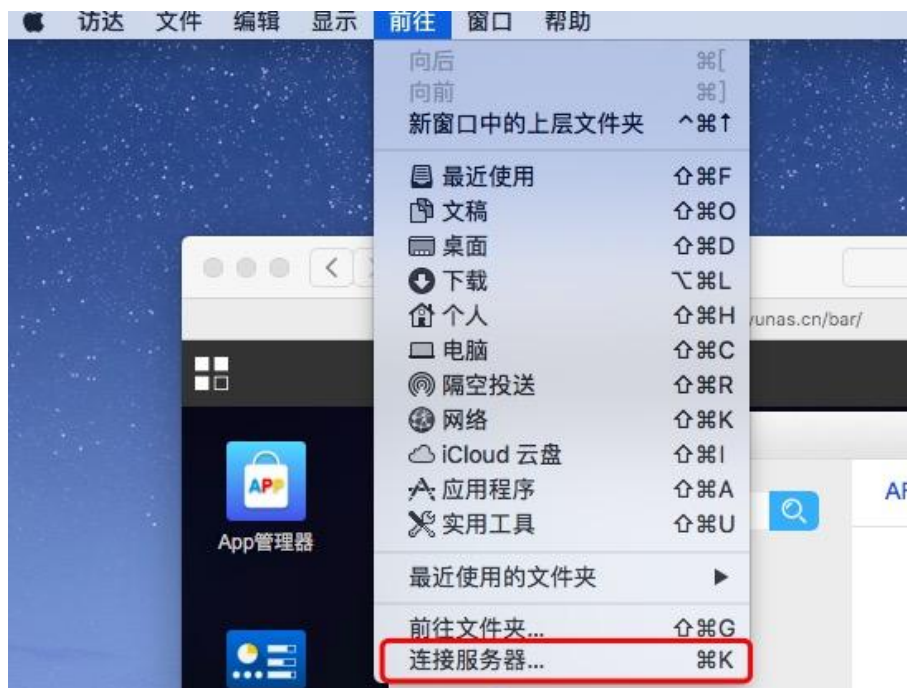 访达 文件 编辑 显示 前往 窗口 帮助
向后 ⌘[
向前 ⌘]
新窗口中的上层文件夹 ^⌘↑
最近使用 ⇧⌘F
文稿 ⇧⌘O
桌面 ⇧⌘D
下载 ⌥⌘L
个人 ⇧⌘H
yunas.cn/bar/
电脑 ⇧⌘C
隔空投送 ⇧⌘R
网络 ⇧⌘K
iCloud 云盘 ⇧⌘I
应用程序 ⇧⌘A
实用工具 ⇧⌘U
APP
App管理器
最近使用的文件夹 ▶
前往文件夹... ⇧⌘G
连接服务器... ⌘K